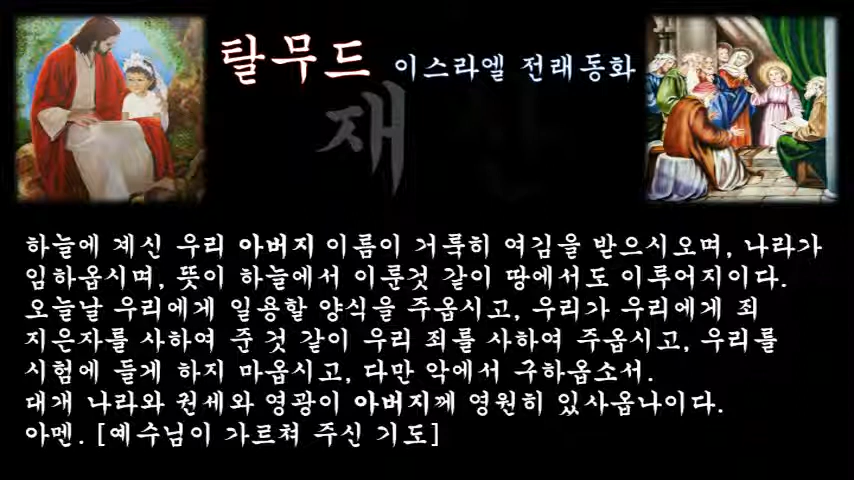 탈무드 이스라엘 전래동화
재산
하늘에 계신 우리 아버지 이름이 거룩히 여김을 받으시오며, 나라가
임하옵시며, 뜻이 하늘에서 이룬것 같이 땅에서도 이루어지이다.
오늘날 우리에게 일용할 양식을 주옵시고, 우리가 우리에게 죄
지은자를 사하여 준 것 같이 우리 죄를 사하여 주옵시고, 우리를
시험에 들게 하지 마옵시고, 다만 악에서 구하옵소서.
대개 나라와 원세와 영광이 아버지께 영원히 있사옵나이다.
아멘. [예수님이 가르쳐 주신 기도]